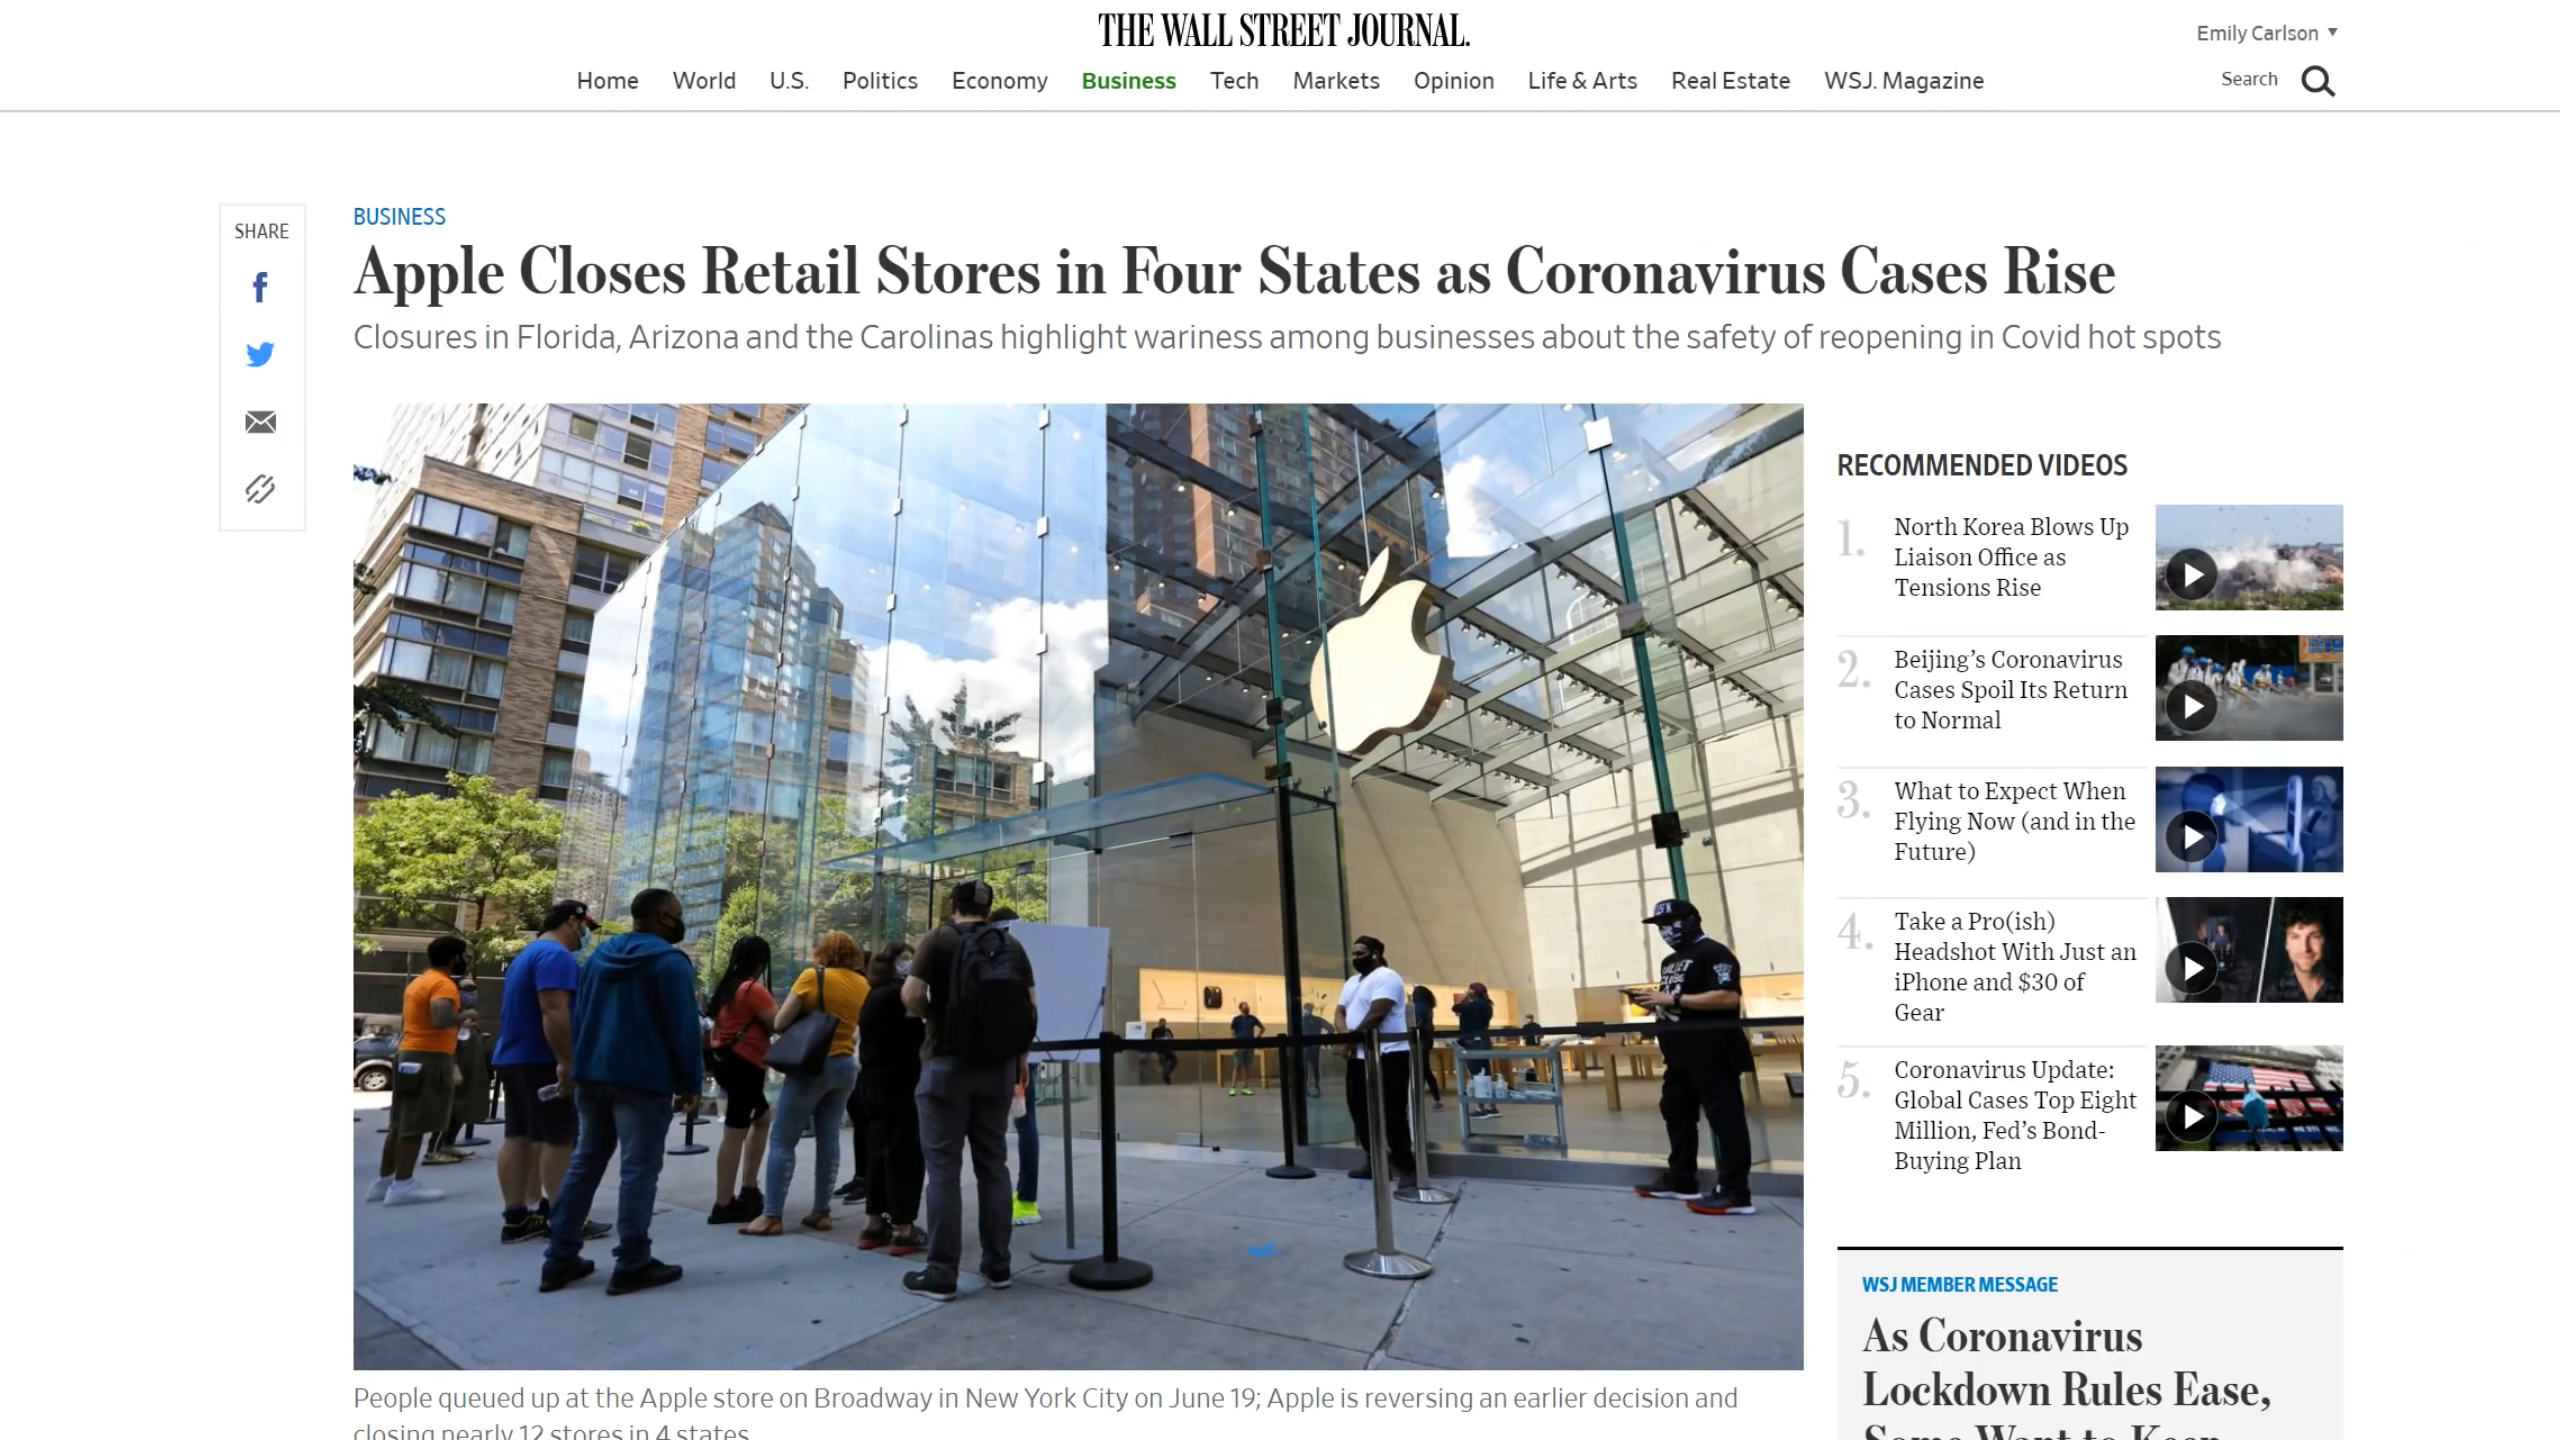 THE WALL STREET JOURNAL.
Emily Carlson
Home World U.S. Politics Economy Business Tech Markets Opinion Life & Arts Real Estate WSJ. Magazine
Search
SHARE
BUSINESS
Apple Closes Retail Stores in Four States as Coronavirus Cases Rise
Closures in Florida, Arizona and the Carolinas highlight wariness among businesses about the safety of reopening in Covid hot spots
People queued up at the Apple store on Broadway in New York City on June 19; Apple is reversing an earlier decision and
closing nearly 12 stores in 4 states
RECOMMENDED VIDEOS
1. North Korea Blows Up
Liaison Office as
Tensions Rise
2. Beijing’s Coronavirus
Cases Spoil Its Return
to Normal
3. What to Expect When
Flying Now (and in the
Future)
4. Take a Pro(ish)
Headshot With Just an
iPhone and $30 of
Gear
5. Coronavirus Update:
Global Cases Top Eight
Million, Fed’s Bond-
Buying Plan
WSJ MEMBER MESSAGE
As Coronavirus
Lockdown Rules Ease,
Some Want to Keep